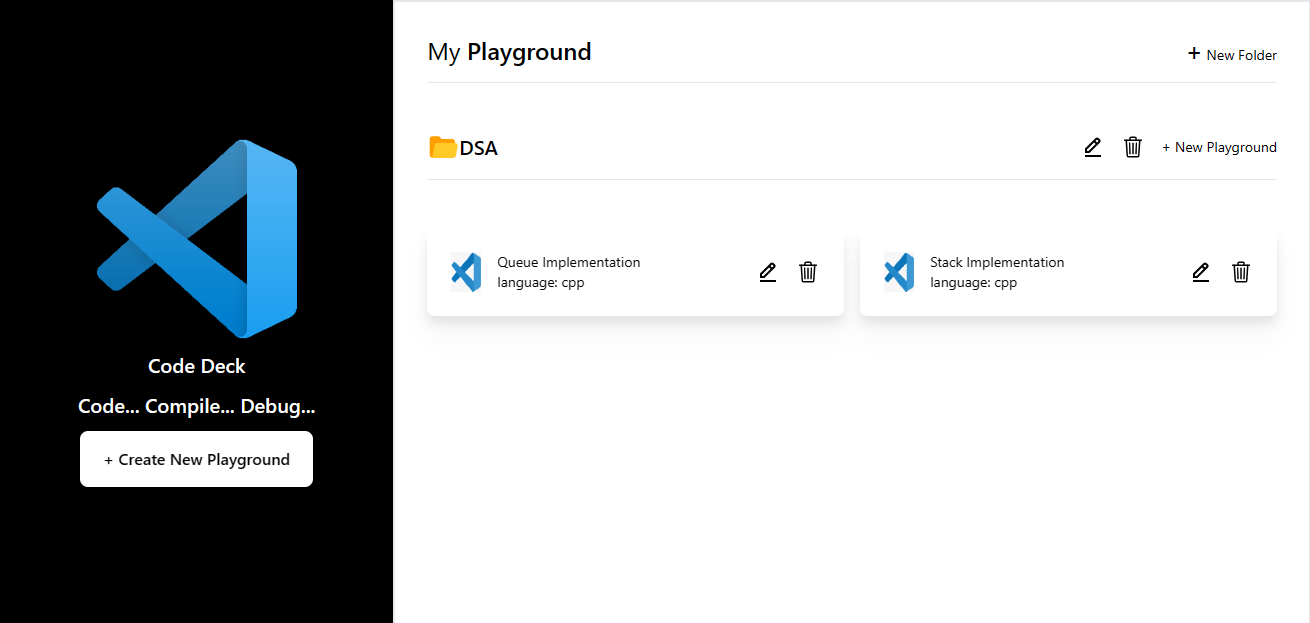 My Playground
+ New Folder
DSA
+ New Playground
Queue Implementation
language: cpp
Stack Implementation
language: cpp
Code Deck
Code... Compile... Debug...
+ Create New Playground